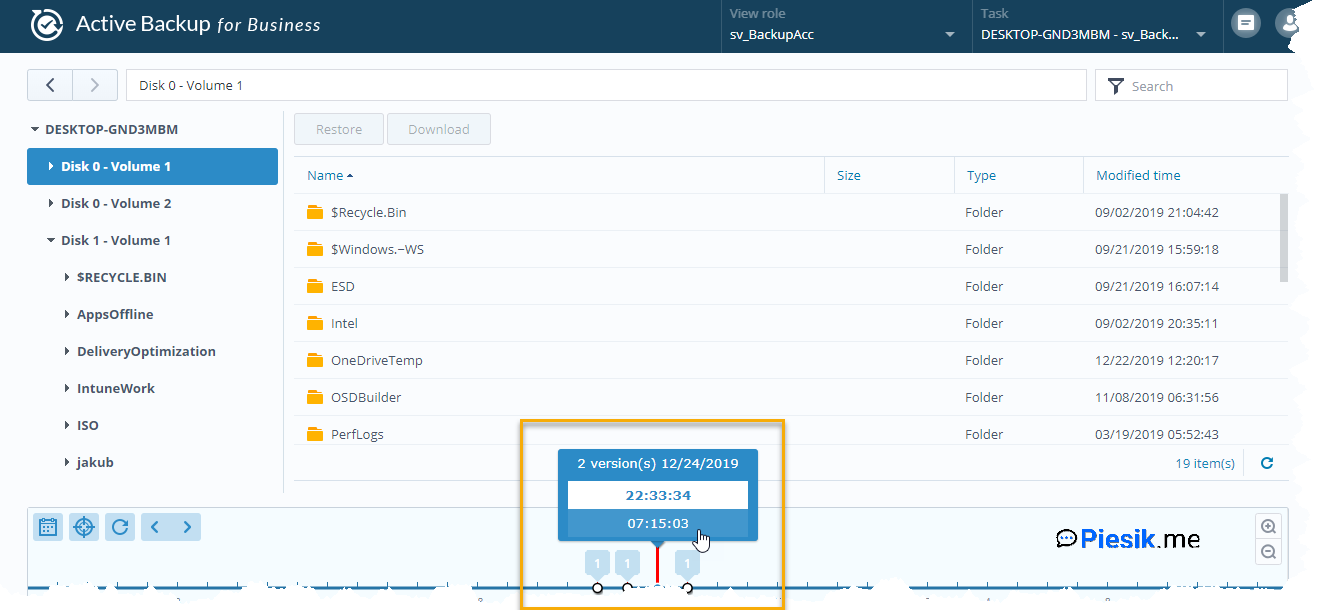 Active Backup for Business
View role
sv_BackupAcc
Task
DESKTOP-GND3MBM - sv_Back...
Disk 0 - Volume 1
Search
DESKTOP-GND3MBM
Disk 0 - Volume 1
Disk 0 - Volume 2
Disk 1 - Volume 1
$RECYCLE.BIN
AppsOffline
DeliveryOptimization
IntuneWork
ISO
jakub
Restore Download
Name Size Type Modified time
$Recycle.Bin Folder 09/02/2019 21:04:42
$Windows.~WS Folder 09/21/2019 15:59:18
ESD Folder 09/21/2019 16:07:14
Intel Folder 09/02/2019 20:35:11
OneDriveTemp Folder 12/22/2019 12:20:17
OSDBuilder Folder 11/08/2019 06:31:56
PerfLogs Folder 03/19/2019 05:52:43
19 item(s)
2 version(s) 12/24/2019
22:33:34
07:15:03
1 1 1
Piesik.me